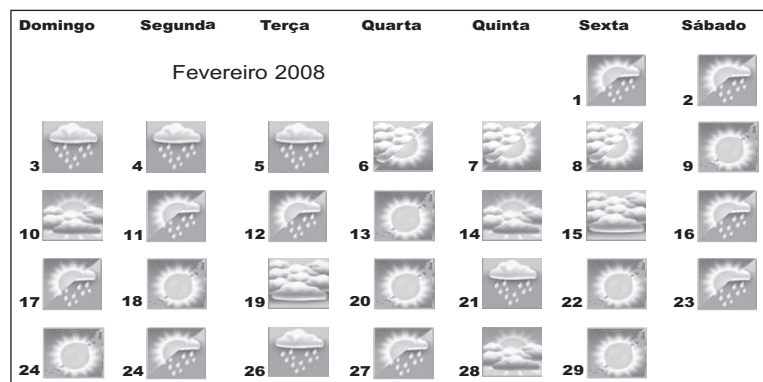 Domingo Segunda Terça Quarta Quinta Sexta Sábado
Fevereiro 2008
1 2
3 4 5 6 7 8 9
10 11 12 13 14 15 16
17 18 19 20 21 22 23
24 24 26 27 28 29